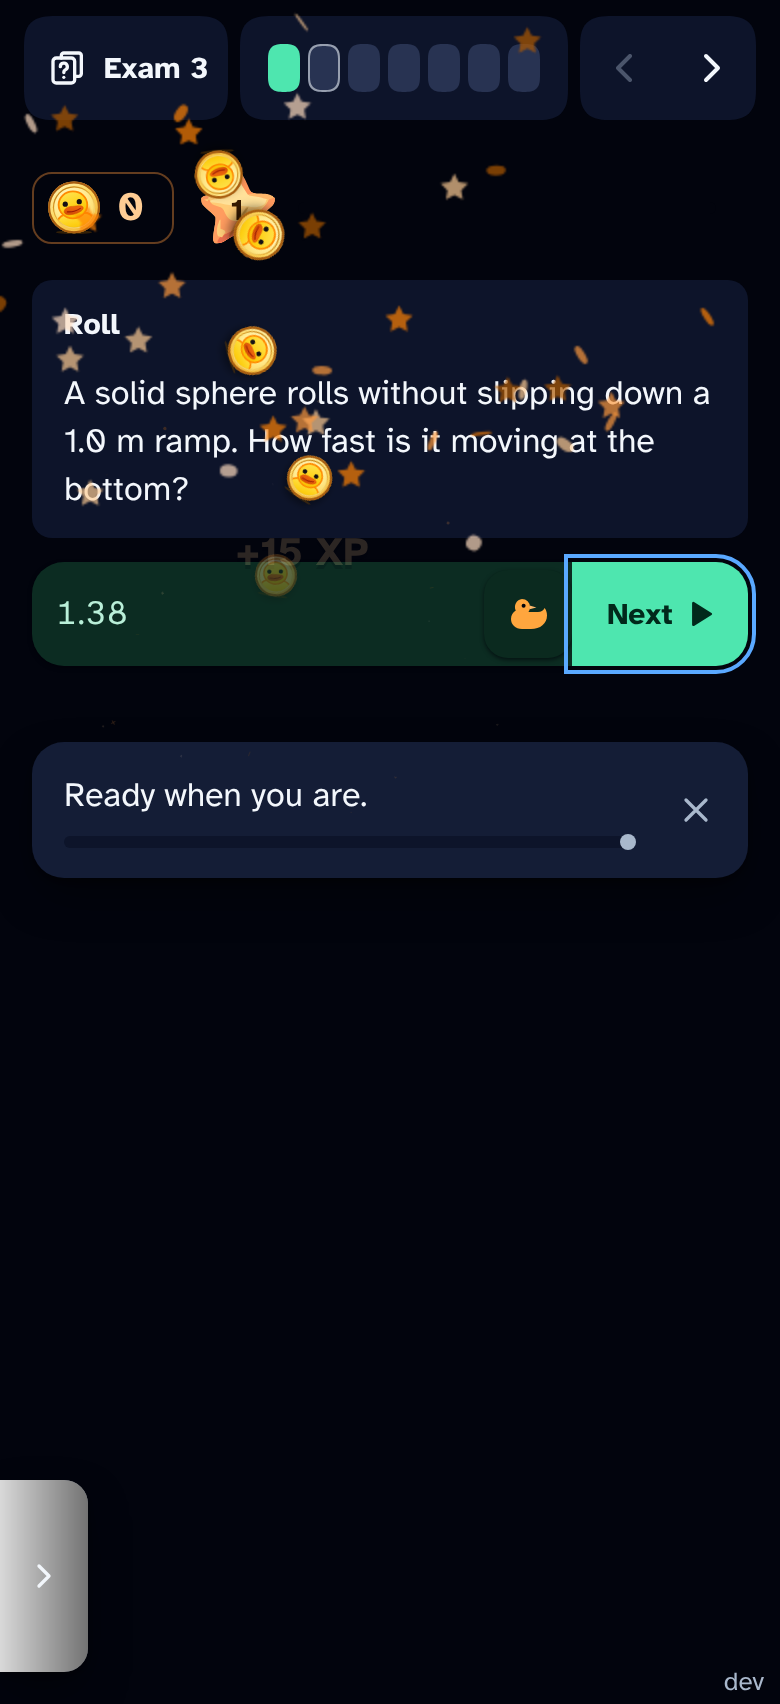 Exam 3
0
1
Roll
A solid sphere rolls without slipping down a
1.0 m ramp. How fast is it moving at the
bottom?
+15 XP
1.38
Next
Ready when you are.
dev